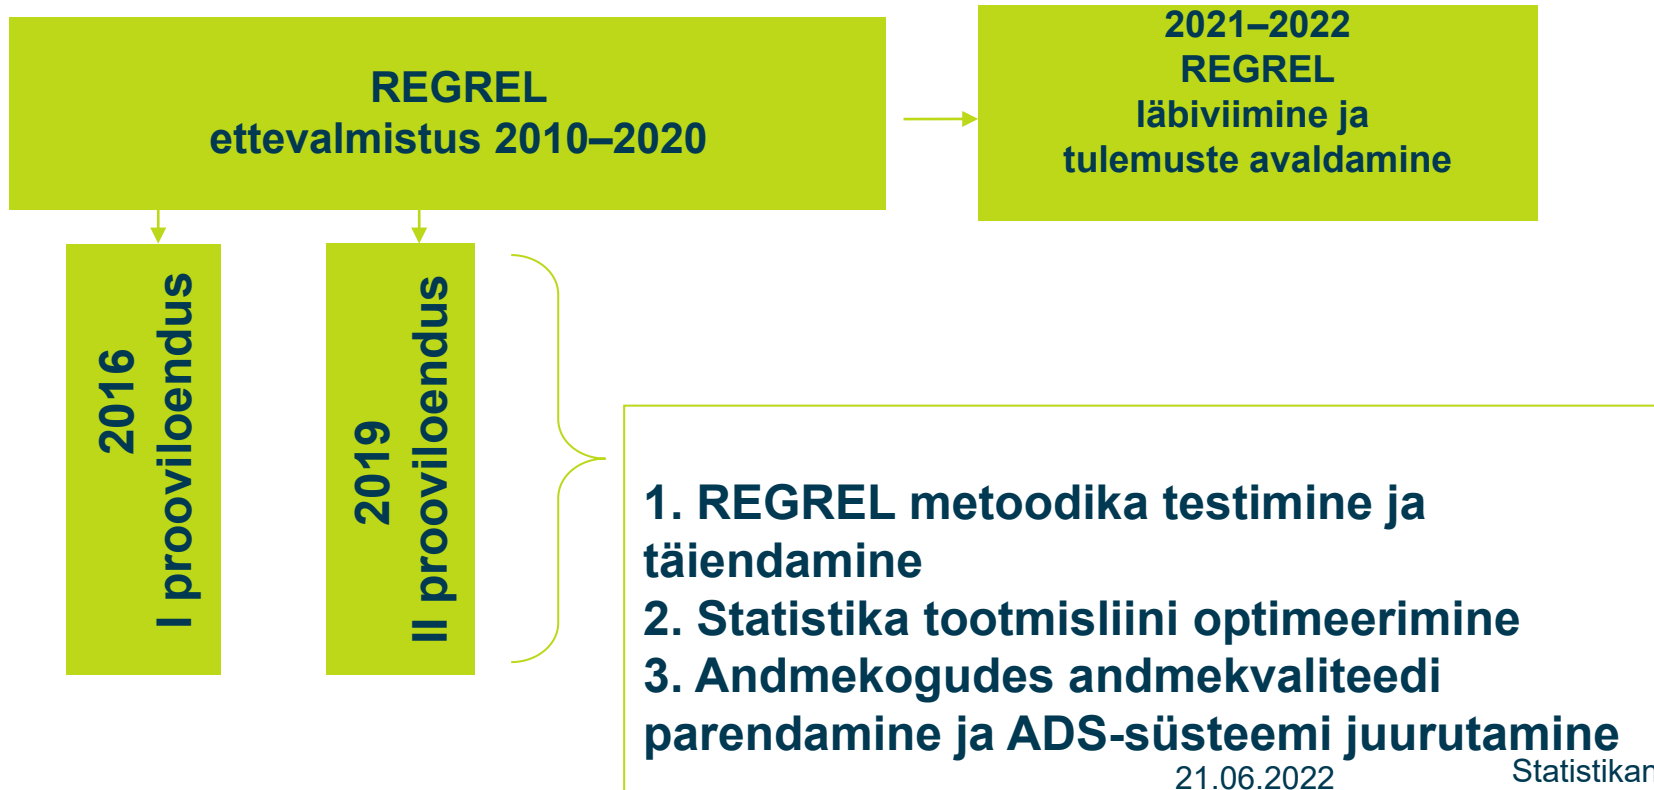 REGREL
ettevalmistus 2010–2020
2021–2022
REGREL
läbiviimine ja
tulemuste avaldamine
2016
I prooviloendus
2019
II prooviloendus
1. REGREL metoodika testimine ja
täiendamine
2. Statistika tootmisliini optimeerimine
3. Andmekogudes andmekvaliteedi
parendamine ja ADS-süsteemi juurutamine
21.06.2022